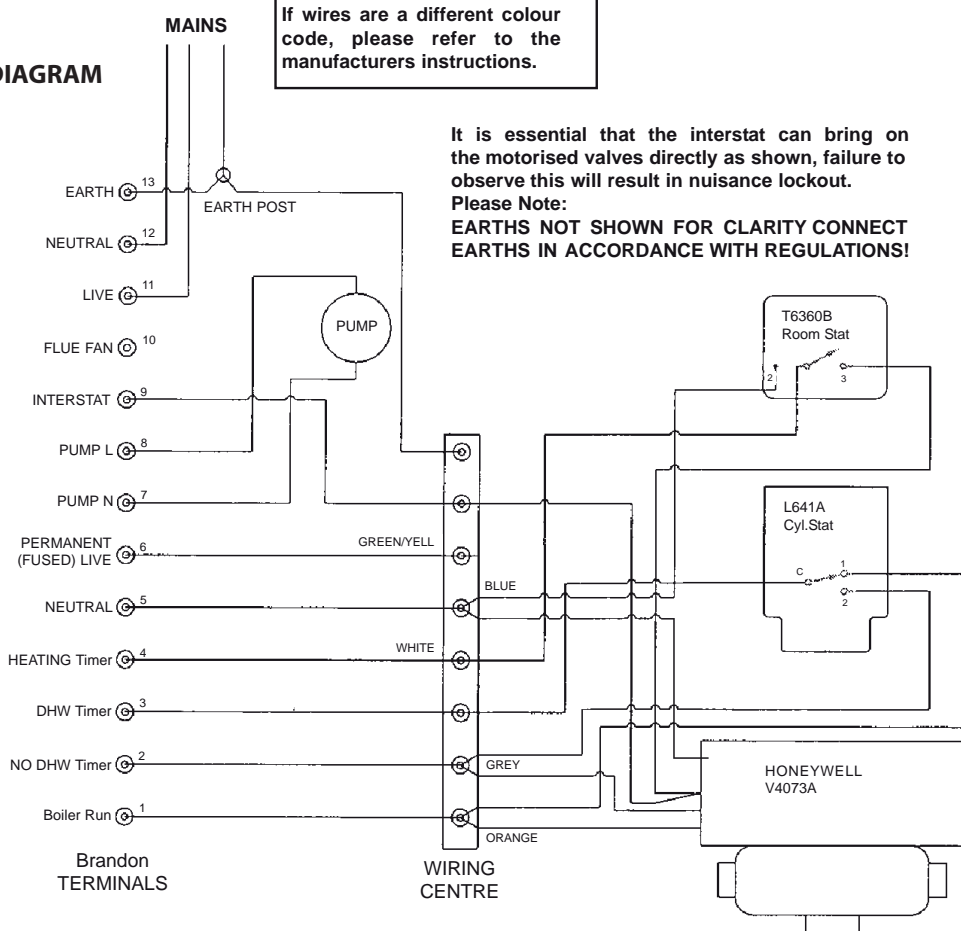 If wires are a different colour
code, please refer to the
manufacturers instructions.
MAINS
DIAGRAM
It is essential that the interstat can bring on
the motorised valves directly as shown, failure to
observe this will result in nuisance lockout.
Please Note:
EARTHS NOT SHOWN FOR CLARITY CONNECT
EARTHS IN ACCORDANCE WITH REGULATIONS!
EARTH 13
EARTH POST
NEUTRAL 12
LIVE 11
FLUE FAN 10
INTERSTAT 9
PUMP L 8
PUMP N 7
PERMANENT
(FUSED) LIVE 6
NEUTRAL 5
HEATING Timer 4
DHW Timer 3
NO DHW Timer 2
Boiler Run 1
Brandon
TERMINALS
PUMP
GREEN/YELL
BLUE
WHITE
GREY
ORANGE
WIRING
CENTRE
T6360B
Room Stat
2
3
L641A
Cyl.Stat
C
1
2
HONEYWELL
V4073A